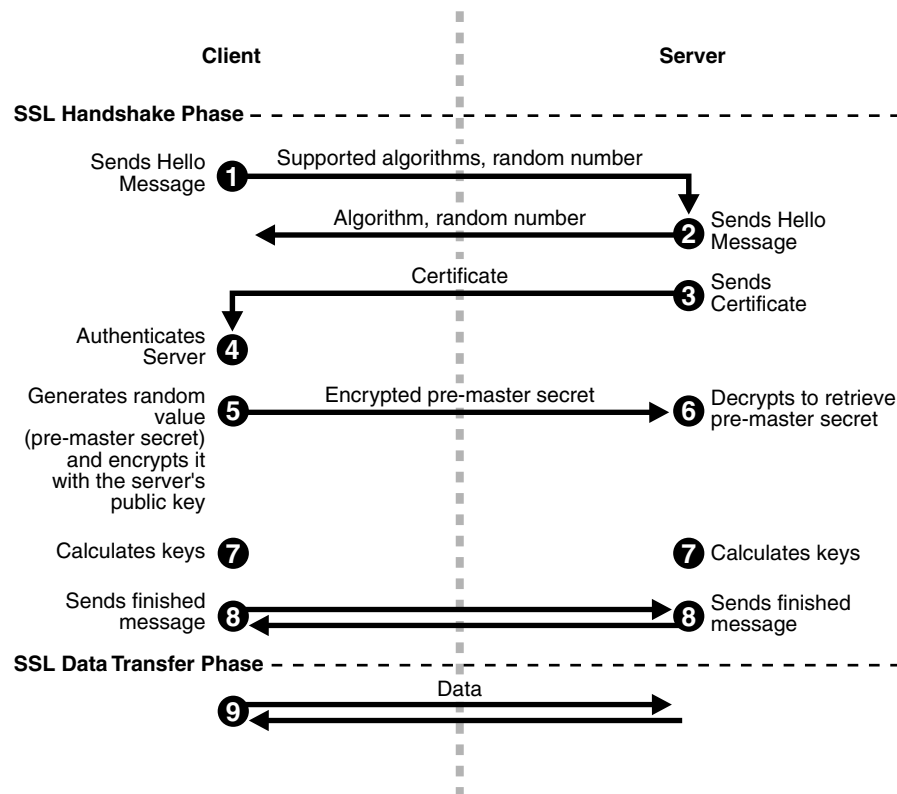 Client
Server
SSL Handshake Phase
Sends Hello
Message
1
Supported algorithms, random number
Algorithm, random number
2
Sends Hello
Message
Certificate
3
Sends
Certificate
Authenticates
Server
4
Generates random
value
(pre-master secret)
and encrypts it
with the server's
public key
5
Encrypted pre-master secret
6
Decrypts to retrieve
pre-master secret
Calculates keys
7
7
Calculates keys
Sends finished
message
8
8
Sends finished
message
SSL Data Transfer Phase
9
Data